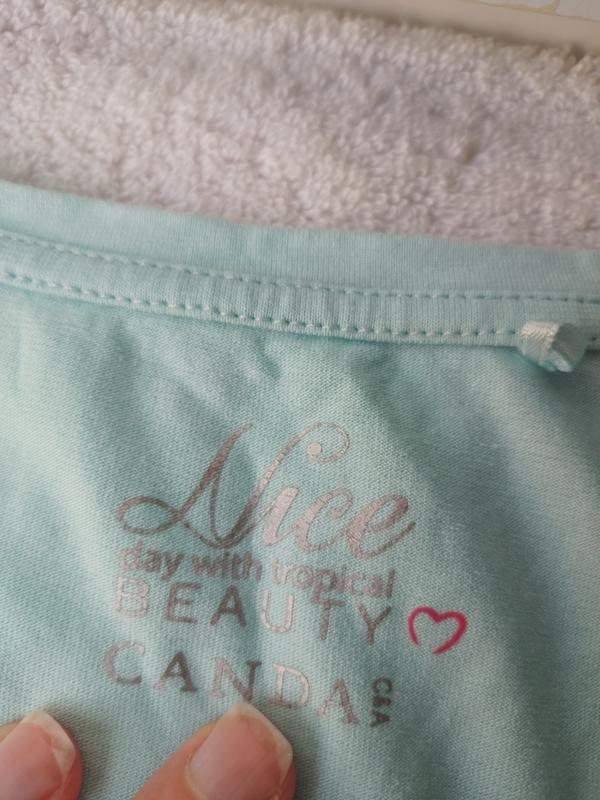 Nice
day with tropical
BEAUTY
CANDA C&A